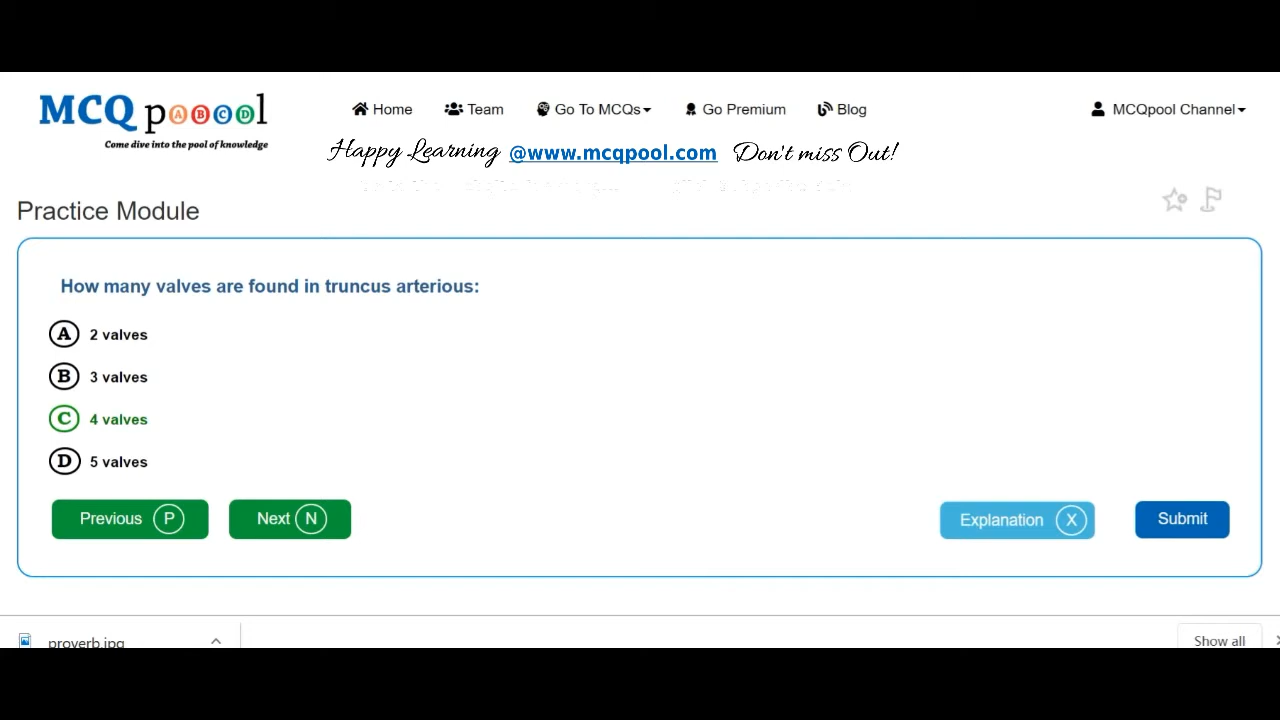 MCQ poool
A B C D
Come dive into the pool of knowledge
Home Team Go To MCQs Go Premium Blog MCQpool Channel
Happy Learning @www.mcqpool.com Don't miss Out!
Practice Module
How many valves are found in truncus arterious:
A 2 valves
B 3 valves
C 4 valves
D 5 valves
Previous P Next N Explanation X Submit
proverb.jpg Show all